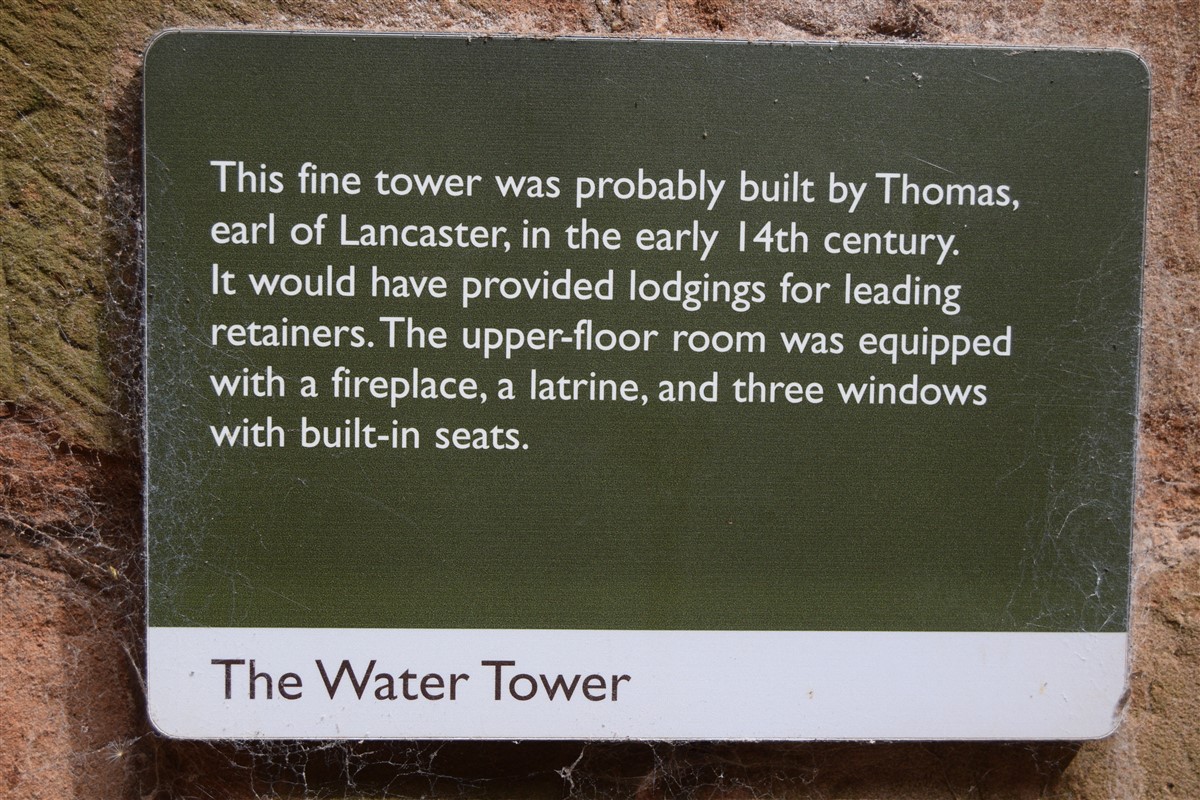 This fine tower was probably built by Thomas,
earl of Lancaster, in the early 14th century.
It would have provided lodgings for leading
retainers. The upper-floor room was equipped
with a fireplace, a latrine, and three windows
with built-in seats.
The Water Tower